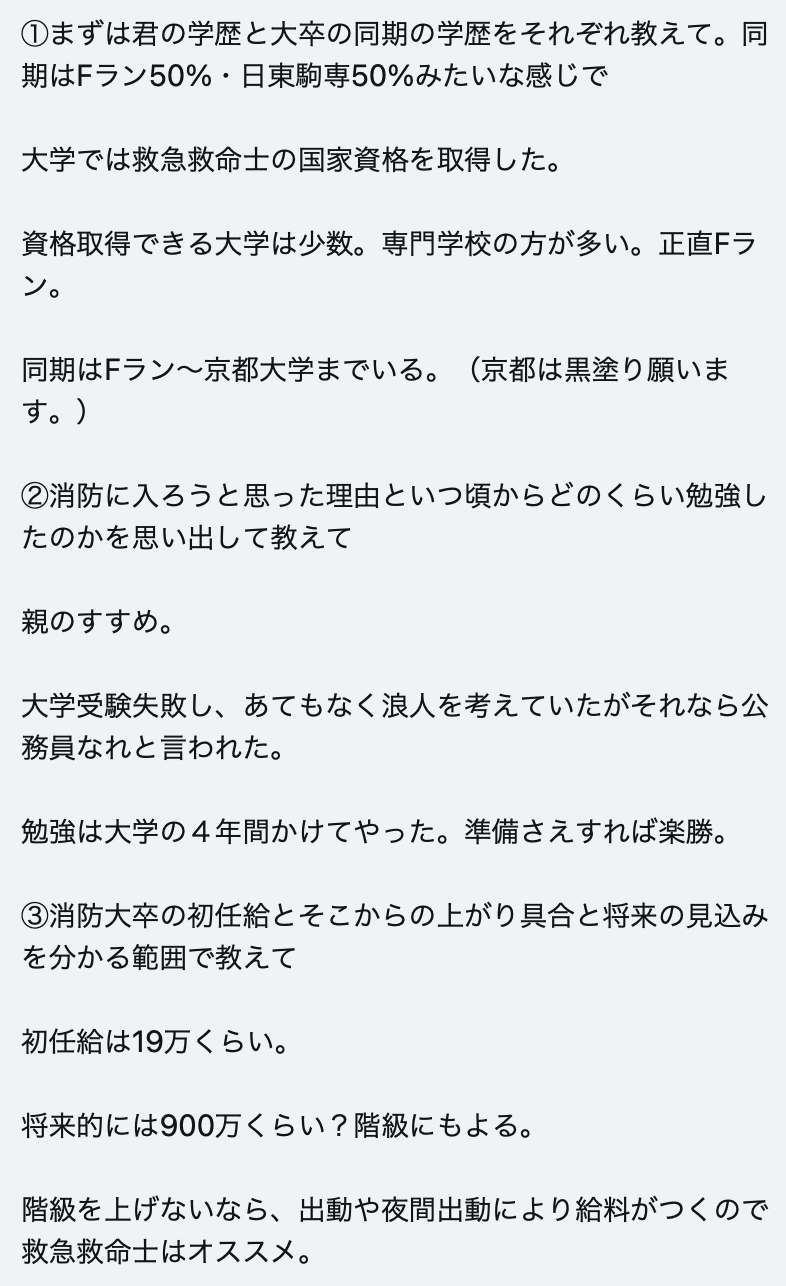 ①まずは君の学歴と大卒の同期の学歴をそれぞれ教えて。同
期はFラン50%・日東駒専50%みたいな感じで
大学では救急救命士の国家資格を取得した。
資格取得できる大学は少数。専門学校の方が多い。正直Fラ
ン。
同期はFラン〜京都大学までいる。（京都は黒塗り願いま
す。）
②消防に入ろうと思った理由といつ頃からどのくらい勉強し
たのかを思い出して教えて
親のすすめ。
大学受験失敗し、あてもなく浪人を考えていたがそれなら公
務員なれと言われた。
勉強は大学の４年間かけてやった。準備さえすれば楽勝。
③消防大卒の初任給とそこからの上がり具合と将来の見込み
を分かる範囲で教えて
初任給は19万くらい。
将来的には900万くらい？階級にもよる。
階級を上げないなら、出動や夜間出動により給料がつくので
救急救命士はオススメ。